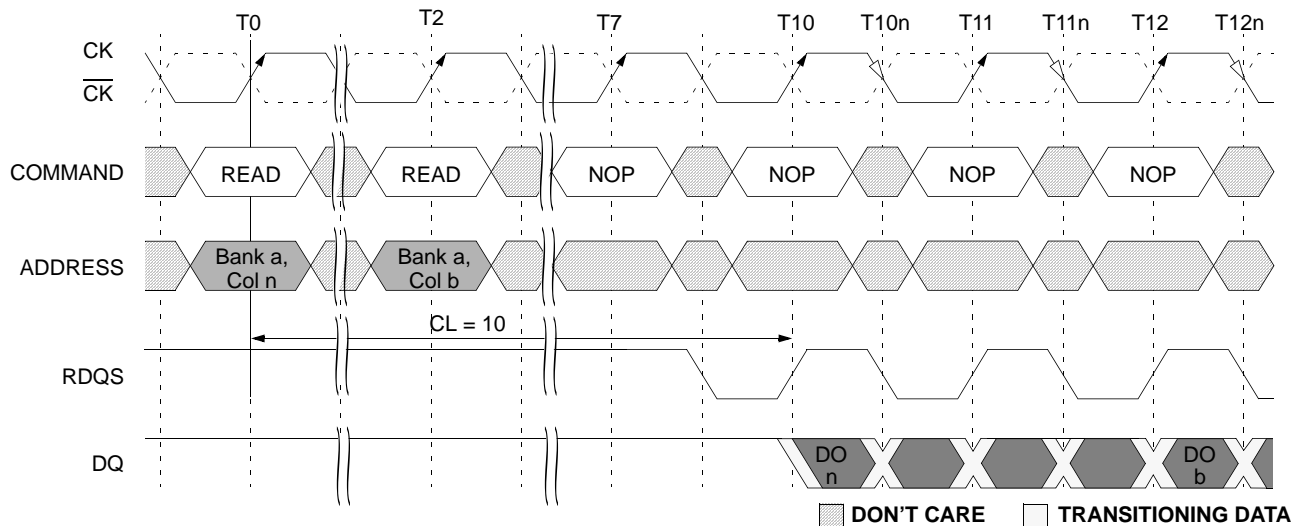 T0 T2 T7 T10 T10n T11 T11n T12 T12n
CK
CK
COMMAND READ READ NOP NOP NOP NOP
ADDRESS Bank a, Col n Bank a, Col b
CL = 10
RDQS
DQ DO n DO b
DON'T CARE TRANSITIONING DATA